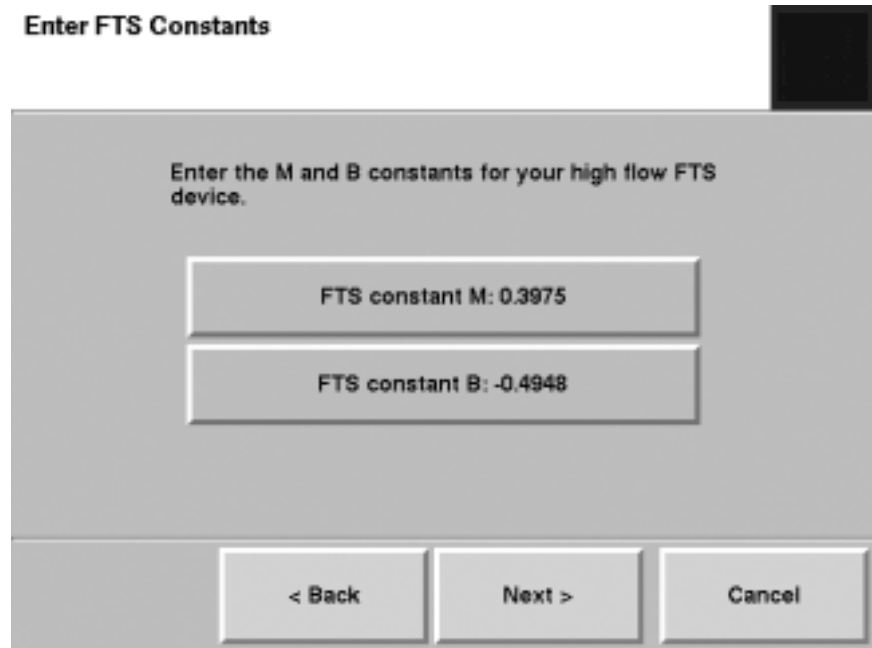 Enter FTS Constants
Enter the M and B constants for your high flow FTS
device.
FTS constant M: 0.3975
FTS constant B: -0.4948
< Back
Next >
Cancel